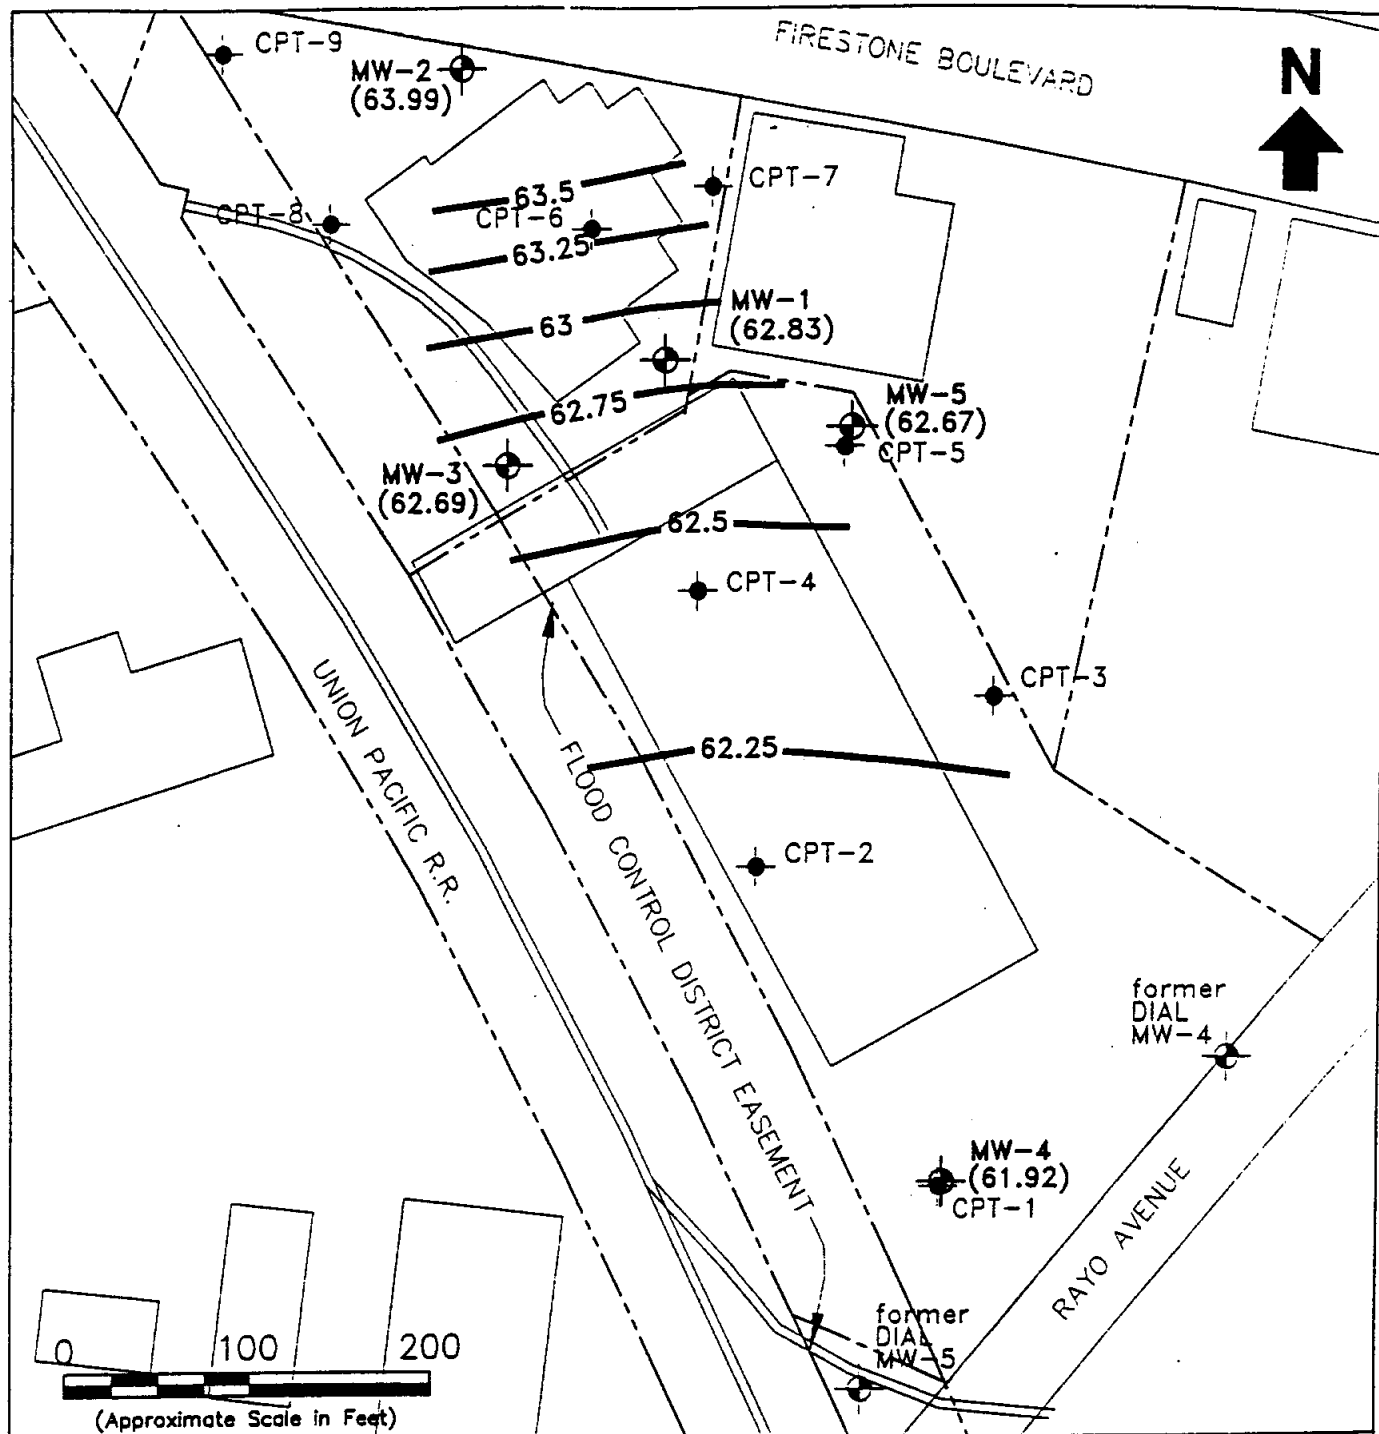 FIRESTONE BOULEVARD
N
CPT-9
MW-2
(63.99)
63.5
CPT-7
CPT-8
CPT-6
63.25
63
MW-1
(62.83)
62.75
MW-5
(62.67)
CPT-5
MW-3
(62.69)
62.5
CPT-4
CPT-3
62.25
UNION PACIFIC R.R.
FLOOD CONTROL DISTRICT EASEMENT
CPT-2
former
DIAL
MW-4
MW-4
(61.92)
CPT-1
RAYO AVENUE
former
DIAL
MW-5
0 100 200
(Approximate Scale in Feet)